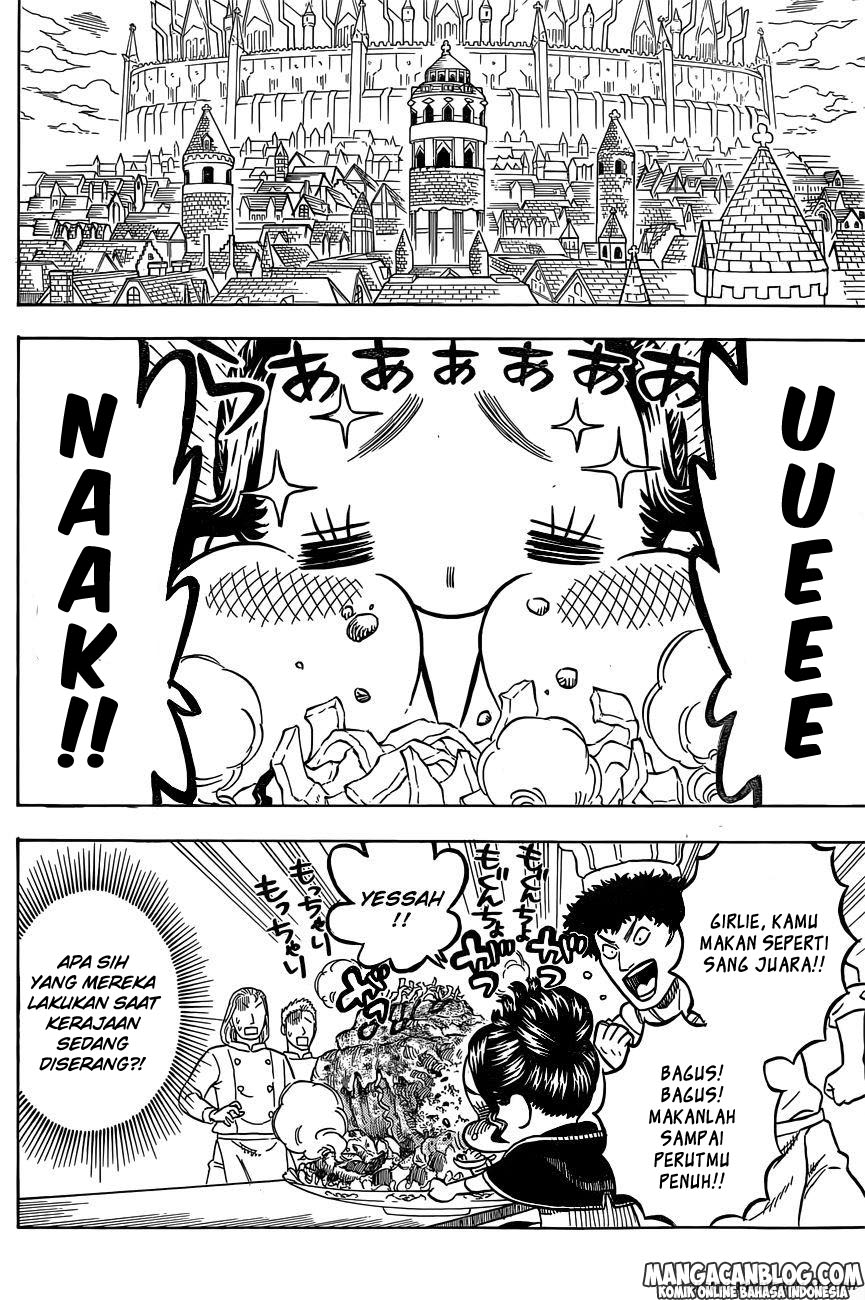 UUEEE
NAAK!!
あああああああ
GIRLIE, KAMU
MAKAN SEPERTI
SANG JUARA!!
BAGUS!
BAGUS!
MAKANLAH
SAMPAI
PERUTMU
PENUH!!
YESSAH
!!
もぐんちょ
もぐんちょ
もっちゃり
もっちゃり
APA SIH
YANG MEREKA
LAKUKAN SAAT
KERAJAAN
SEDANG
DISERANG?!
MANGACANBLOG.COM
KOMIK ONLINE BAHASA INDONESIA